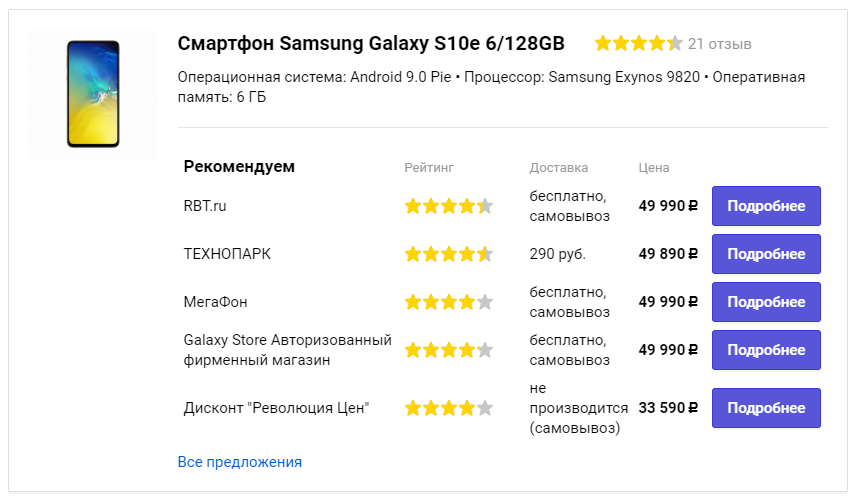 Смартфон Samsung Galaxy S10e 6/128GB 21 отзыв
Операционная система: Android 9.0 Pie • Процессор: Samsung Exynos 9820 • Оперативная
память: 6 ГБ
Рекомендуем Рейтинг Доставка Цена
RBT.ru бесплатно, самовывоз 49 990 ₽ Подробнее
ТЕХНОПАРК 290 руб. 49 890 ₽ Подробнее
МегаФон бесплатно, самовывоз 49 990 ₽ Подробнее
Galaxy Store Авторизованный фирменный магазин бесплатно, самовывоз 49 990 ₽ Подробнее
Дисконт "Революция Цен" не производится (самовывоз) 33 590 ₽ Подробнее
Все предложения